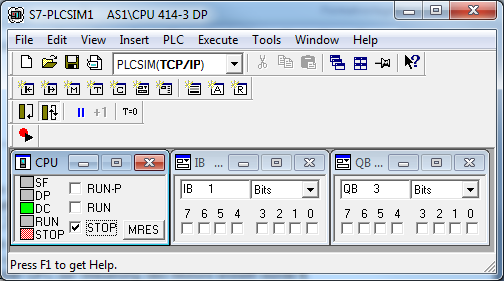 S7-PLCSIM1 AS1\CPU 414-3 DP
File Edit View Insert PLC Execute Tools Window Help
PLCSIM(TCP/IP)
I M T C A R
+1 T=0
CPU IB ... QB ...
SF
DP
DC
RUN
STOP
RUN-P
RUN
STOP
MRES
IB 1 Bits
7 6 5 4 3 2 1 0
QB 3 Bits
7 6 5 4 3 2 1 0
Press F1 to get Help.